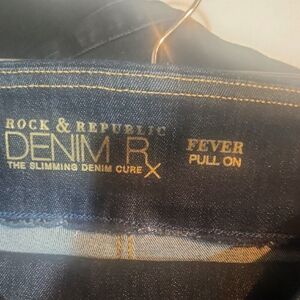 ROCK & REPUBLIC
DENIM Rx
THE SLIMMING DENIM CURE
FEVER
PULL ON